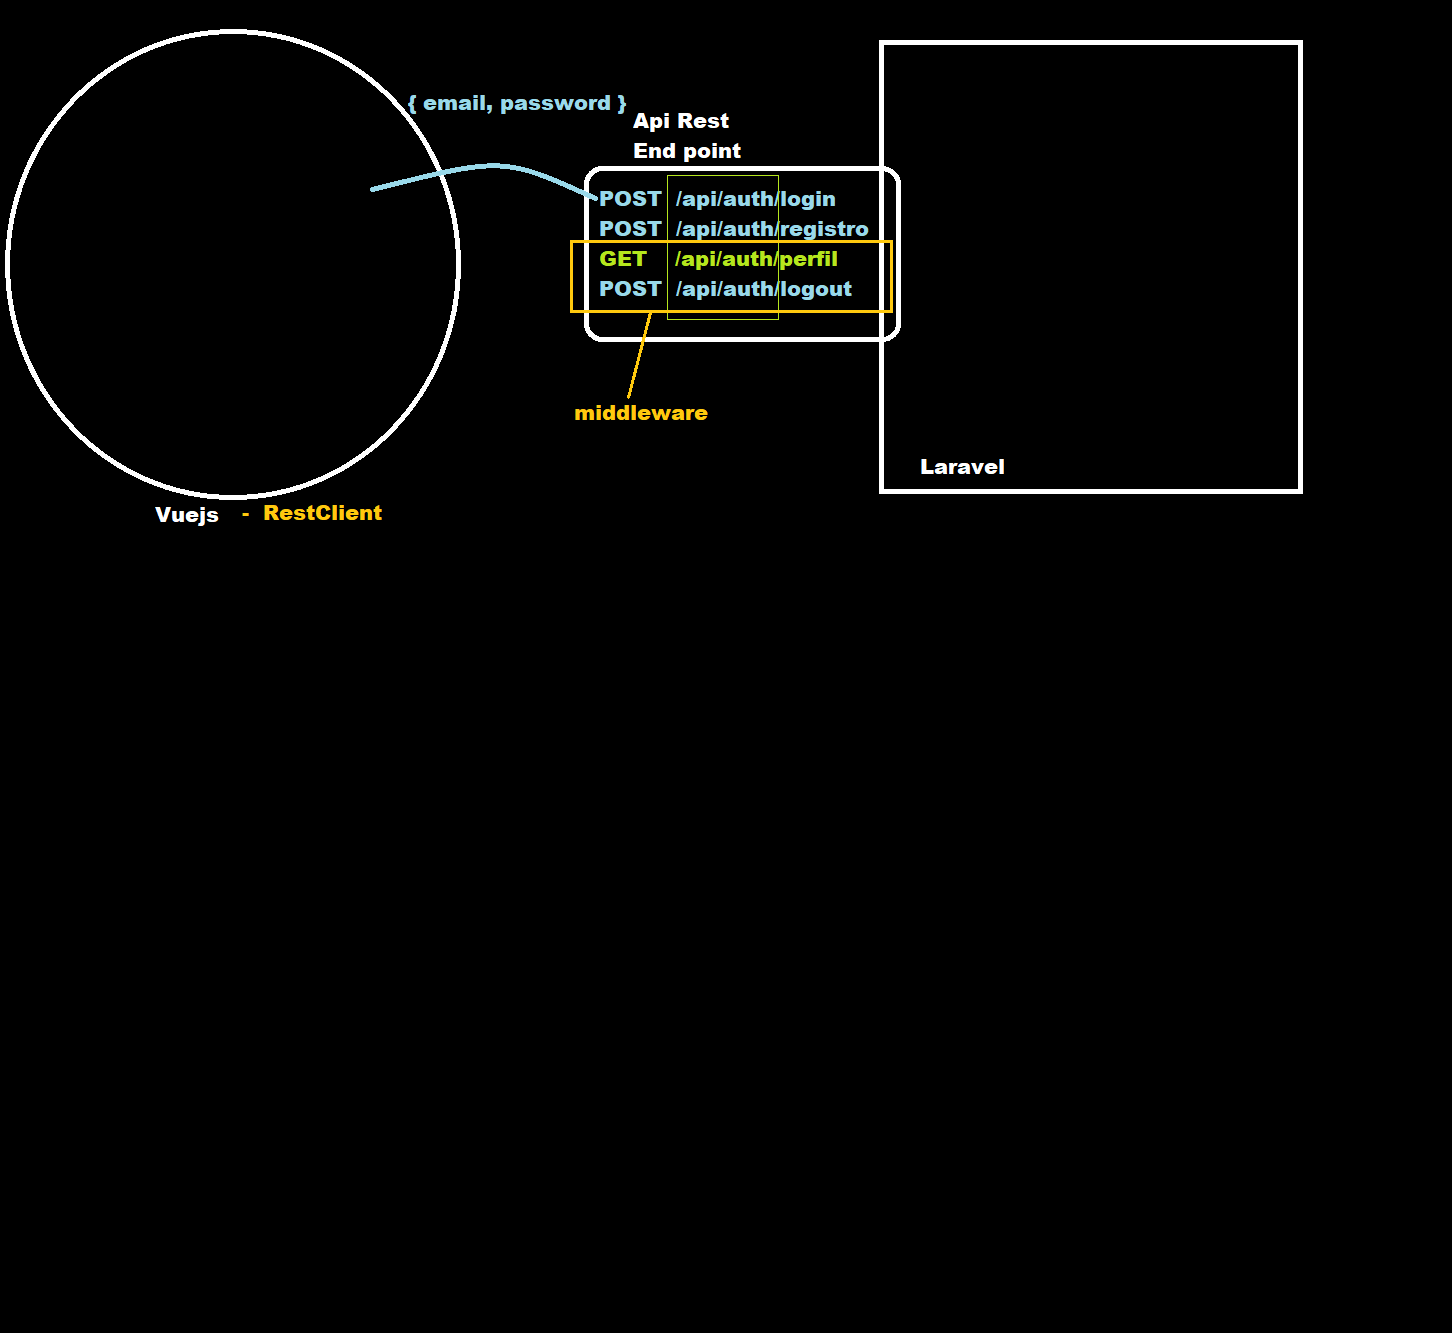 { email, password }
Api Rest
End point
POST /api/auth/login
POST /api/auth/registro
GET /api/auth/perfil
POST /api/auth/logout
middleware
Laravel
Vuejs - RestClient